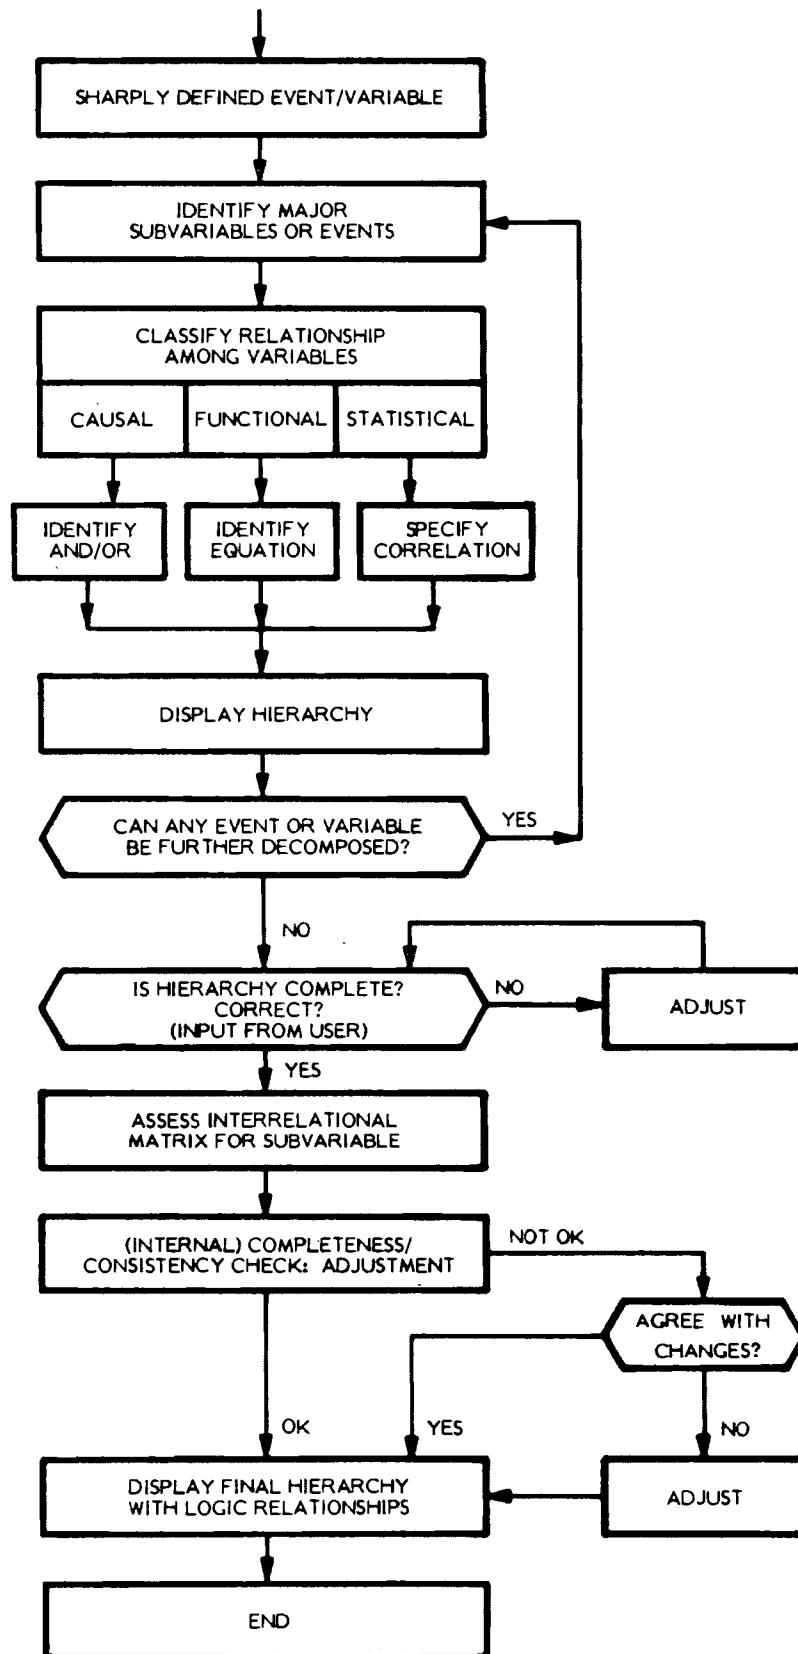 SHARPLY DEFINED EVENT/VARIABLE
IDENTIFY MAJOR
SUBVARIABLES OR EVENTS
CLASSIFY RELATIONSHIP
AMONG VARIABLES
CAUSAL
FUNCTIONAL
STATISTICAL
IDENTIFY
AND/OR
IDENTIFY
EQUATION
SPECIFY
CORRELATION
DISPLAY HIERARCHY
CAN ANY EVENT OR VARIABLE
BE FURTHER DECOMPOSED?
YES
NO
IS HIERARCHY COMPLETE?
CORRECT?
(INPUT FROM USER)
NO
ADJUST
YES
ASSESS INTERRELATIONAL
MATRIX FOR SUBVARIABLE
(INTERNAL) COMPLETENESS/
CONSISTENCY CHECK: ADJUSTMENT
NOT OK
AGREE WITH
CHANGES?
OK
YES
NO
DISPLAY FINAL HIERARCHY
WITH LOGIC RELATIONSHIPS
ADJUST
END